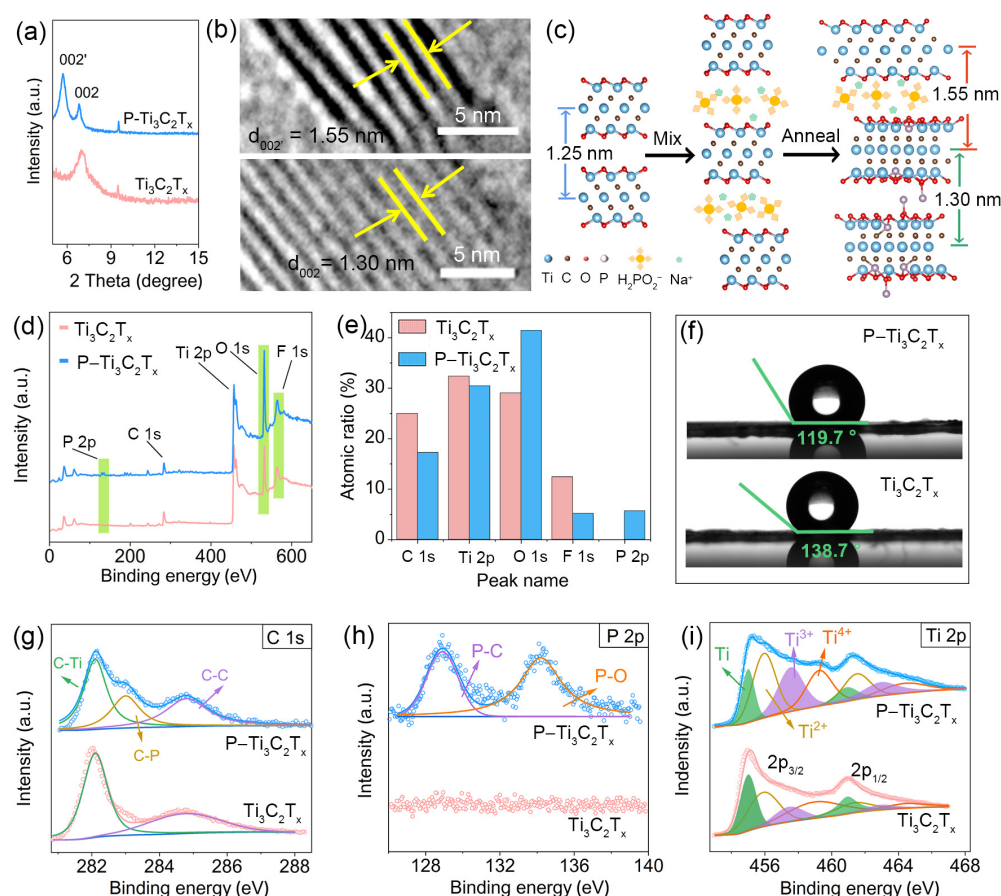 (a)
002'
002
P-Ti₃C₂Tₓ
Ti₃C₂Tₓ
Intensity (a.u.)
6 9 12 15
2 Theta (degree)
(b)
5 nm
d₀₀₂' = 1.55 nm
5 nm
d₀₀₂ = 1.30 nm
(c)
1.25 nm
Mix
Anneal
1.55 nm
1.30 nm
Ti C O P H₂PO₂⁻ Na⁺
(d)
Ti₃C₂Tₓ
P–Ti₃C₂Tₓ
Ti 2p
O 1s
F 1s
P 2p
C 1s
Intensity (a.u.)
0 200 400 600
Binding energy (eV)
(e)
Ti₃C₂Tₓ
P–Ti₃C₂Tₓ
Atomic ratio (%)
40
30
20
10
0
C 1s Ti 2p O 1s F 1s P 2p
Peak name
(f)
P–Ti₃C₂Tₓ
119.7 °
Ti₃C₂Tₓ
138.7 °
(g)
C 1s
C-Ti
C-C
C-P
P–Ti₃C₂Tₓ
Ti₃C₂Tₓ
Intensity (a.u.)
282 284 286 288
Binding energy (eV)
(h)
P 2p
P-C
P-O
P–Ti₃C₂Tₓ
Ti₃C₂Tₓ
Intensity (a.u.)
128 132 136 140
Binding energy (eV)
(i)
Ti 2p
Ti
Ti³⁺
Ti⁴⁺
Ti²⁺
P–Ti₃C₂Tₓ
2p₃/₂
2p₁/₂
Ti₃C₂Tₓ
Indensity (a.u.)
456 460 464 468
Binding energy (eV)